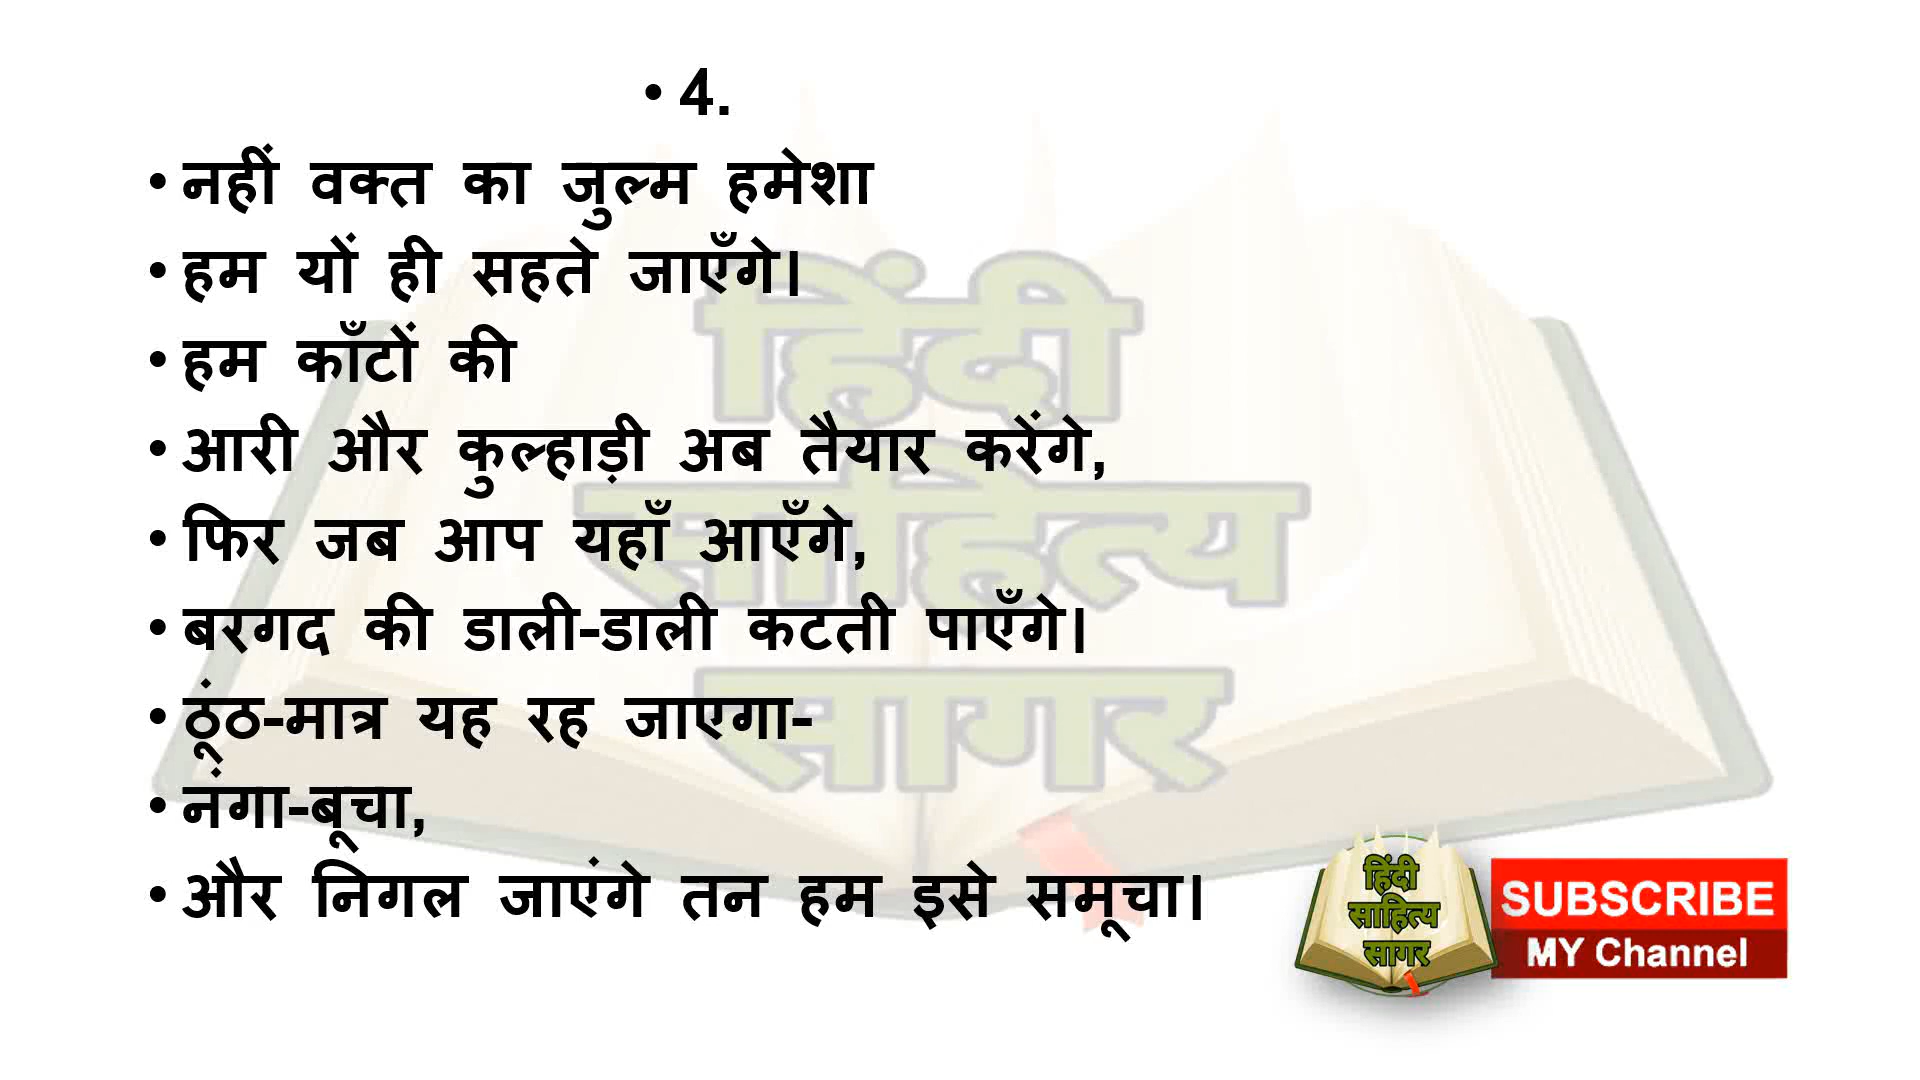 • 4.
• नहीं वक्त का जुल्म हमेशा
• हम यों ही सहते जाएँगे।
• हम काँटों की
• आरी और कुल्हाड़ी अब तैयार करेंगे,
• फिर जब आप यहाँ आएँगे,
• बरगद की डाली-डाली कटती पाएँगे।
• ठूंठ-मात्र यह रह जाएगा-
• नंगा-बूचा,
• और निगल जाएंगे तन हम इसे समूचा।
हिंदी
साहित्य
सागर
हिंदी
साहित्य
सागर
SUBSCRIBE
MY Channel